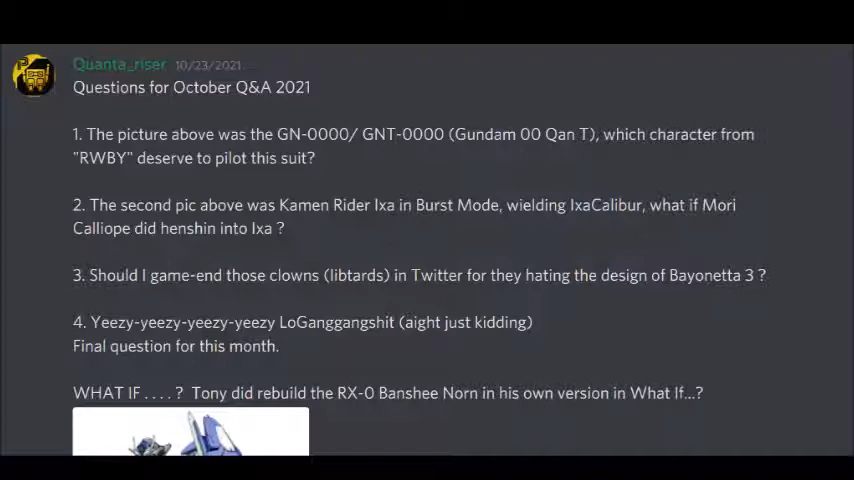 Quanta_riser 10/23/2021
Questions for October Q&A 2021
1. The picture above was the GN-0000/ GNT-0000 (Gundam 00 Qan T), which character from
"RWBY" deserve to pilot this suit?
2. The second pic above was Kamen Rider Ixa in Burst Mode, wielding IxaCalibur, what if Mori
Calliope did henshin into Ixa ?
3. Should I game-end those clowns (libtards) in Twitter for they hating the design of Bayonetta 3 ?
4. Yeezy-yeezy-yeezy-yeezy LoGanggangshit (aight just kidding)
Final question for this month.
WHAT IF . . . . ? Tony did rebuild the RX-0 Banshee Norn in his own version in What If...?